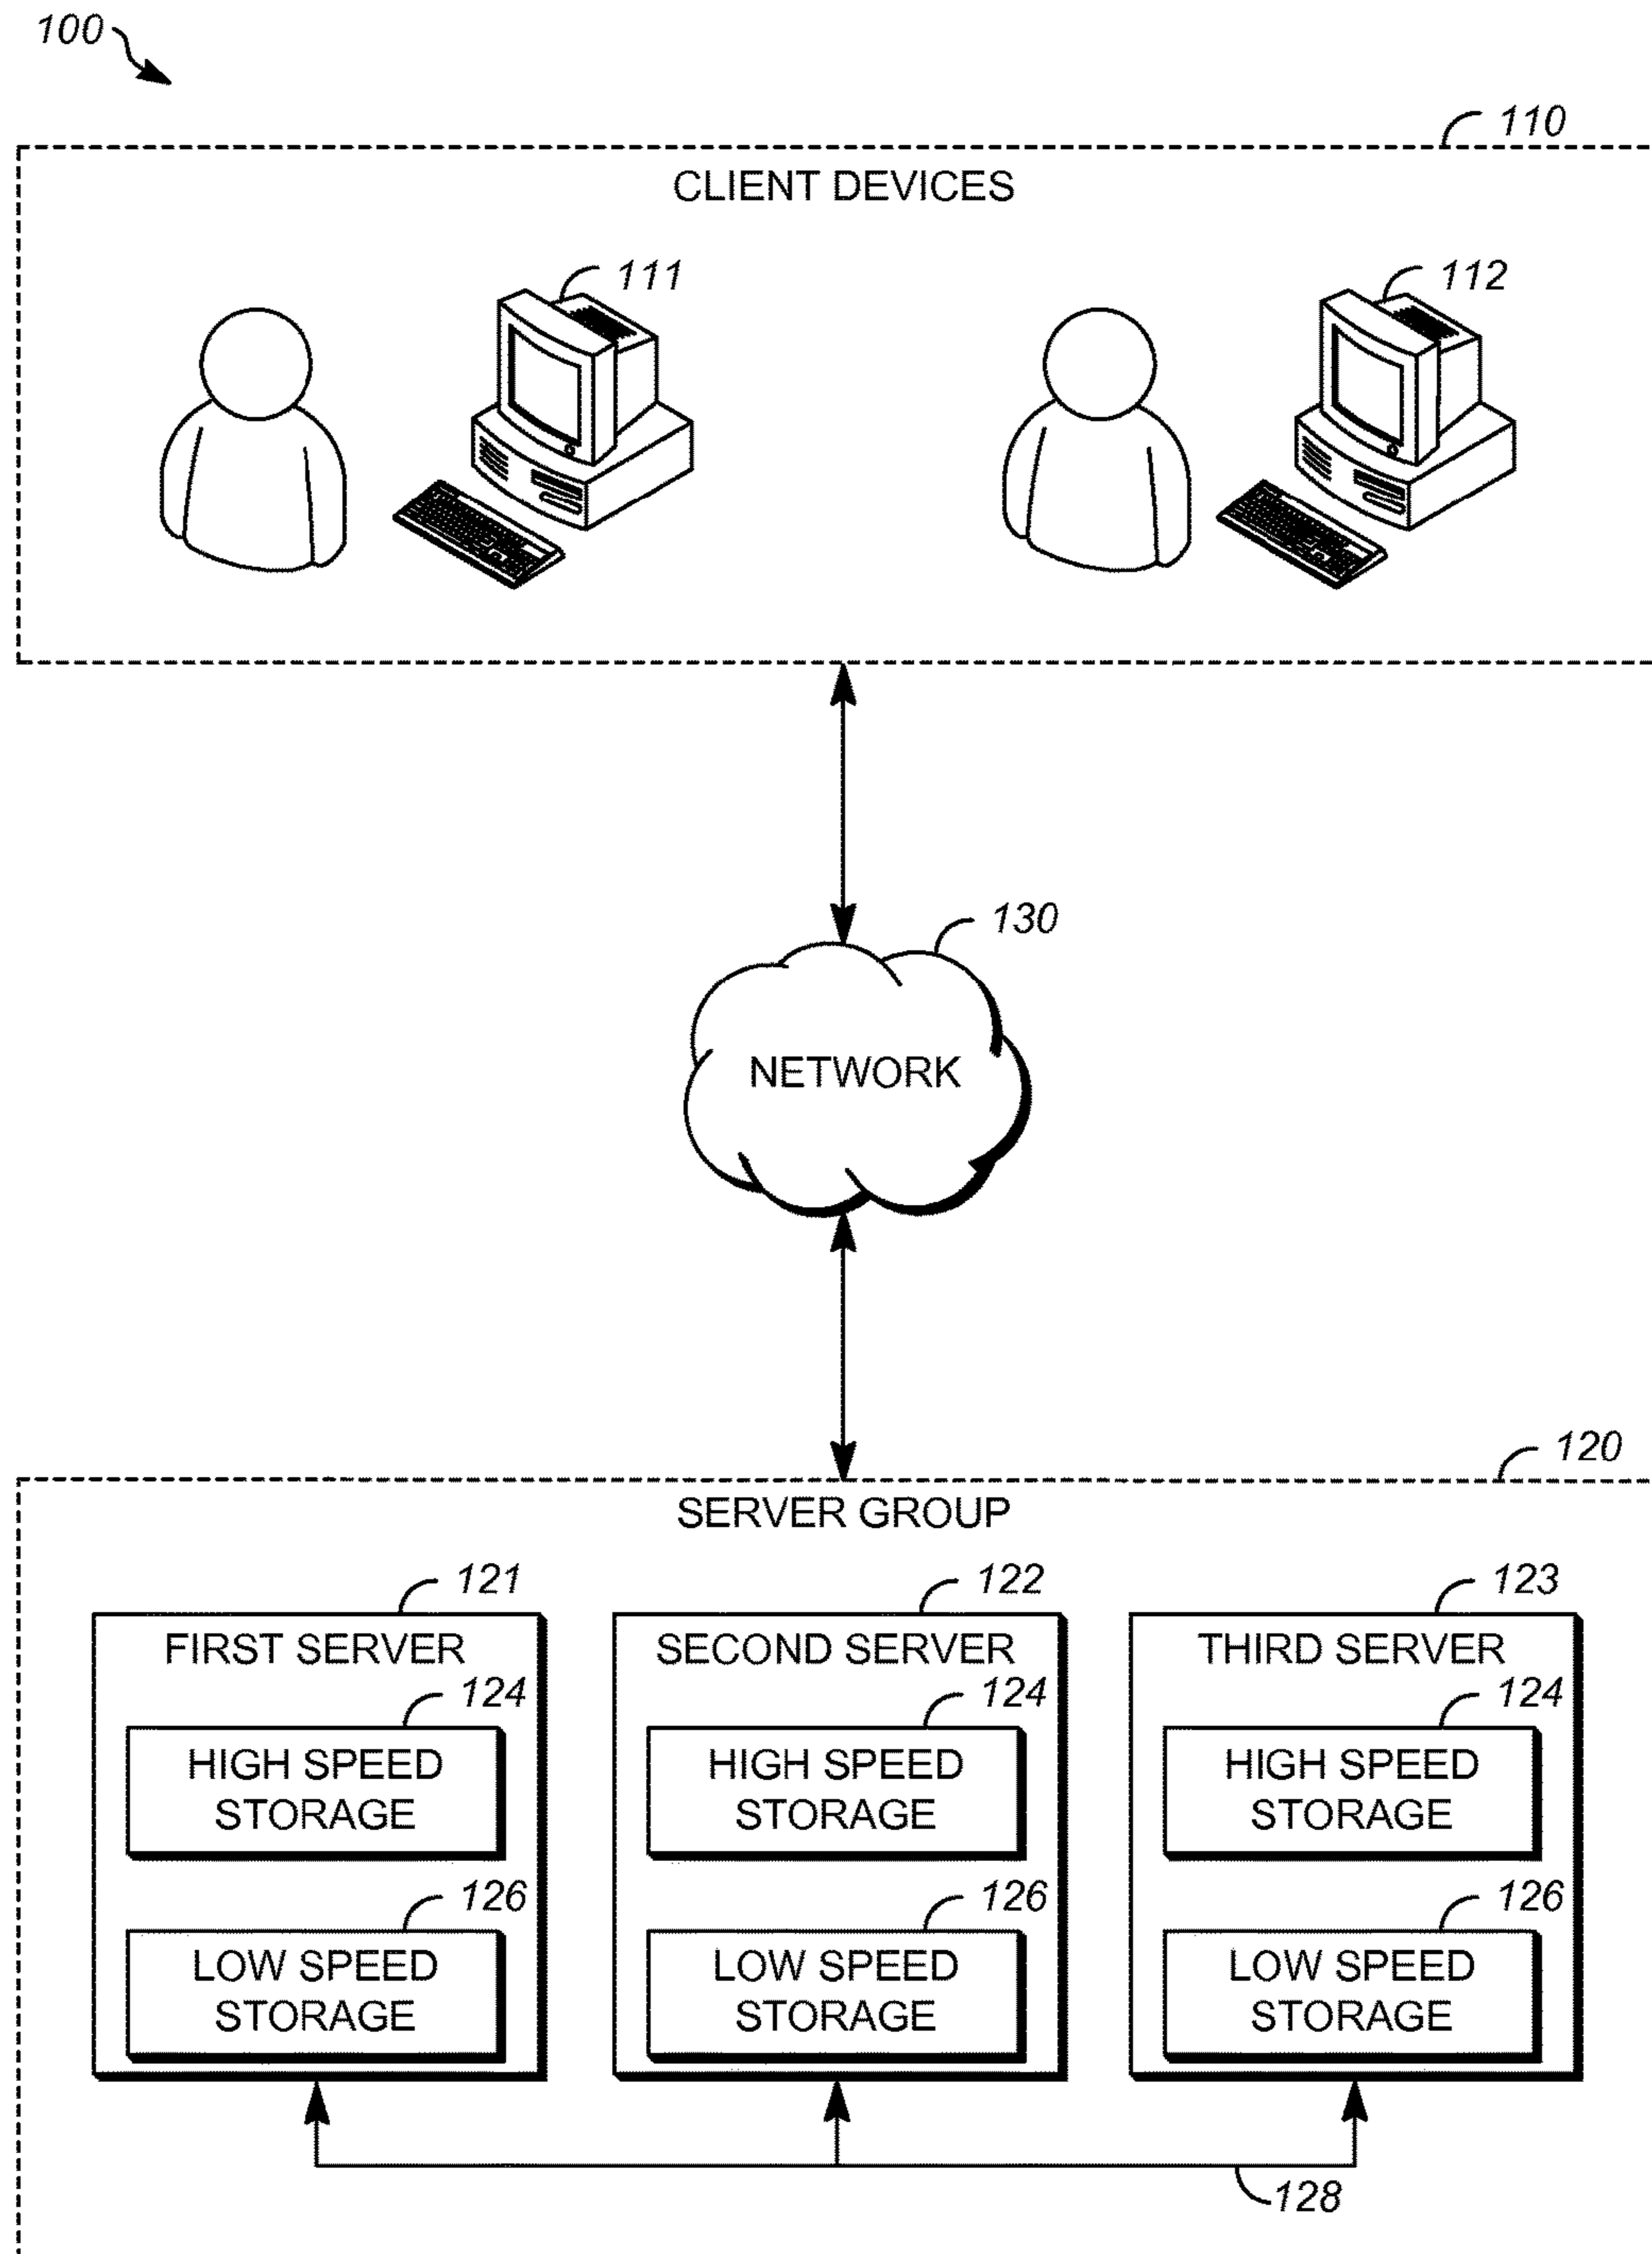 100
110
CLIENT DEVICES
111
112
130
NETWORK
120
SERVER GROUP
121
122
123
FIRST SERVER
SECOND SERVER
THIRD SERVER
124
124
124
HIGH SPEED
STORAGE
HIGH SPEED
STORAGE
HIGH SPEED
STORAGE
126
126
126
LOW SPEED
STORAGE
LOW SPEED
STORAGE
LOW SPEED
STORAGE
128